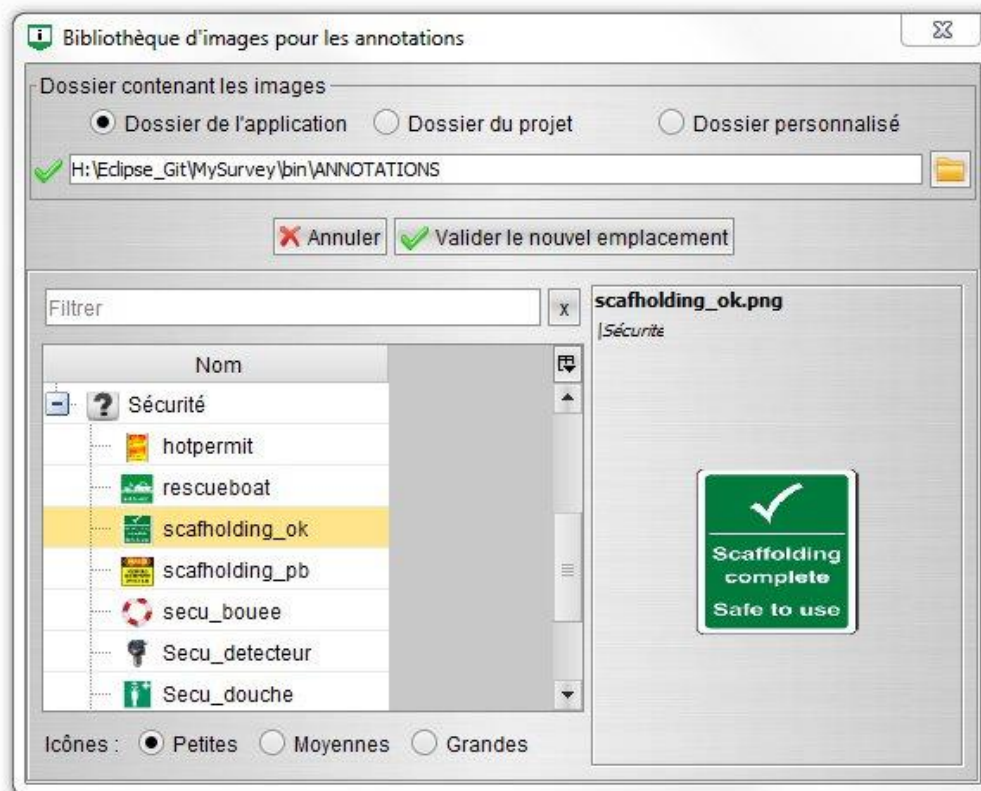 Bibliothèque d'images pour les annotations
Dossier contenant les images
Dossier de l'application Dossier du projet Dossier personnalisé
H:\Eclipse_Git\MySurvey\bin\ANNOTATIONS
Annuler Valider le nouvel emplacement
Filtrer x
Nom
Sécurité
hotpermit
rescueboat
scafholding_ok
scafholding_pb
secu_bouee
Secu_detecteur
Secu_douche
Icônes : Petites Moyennes Grandes
scafholding_ok.png
|Sécurité
Scaffolding
complete
Safe to use